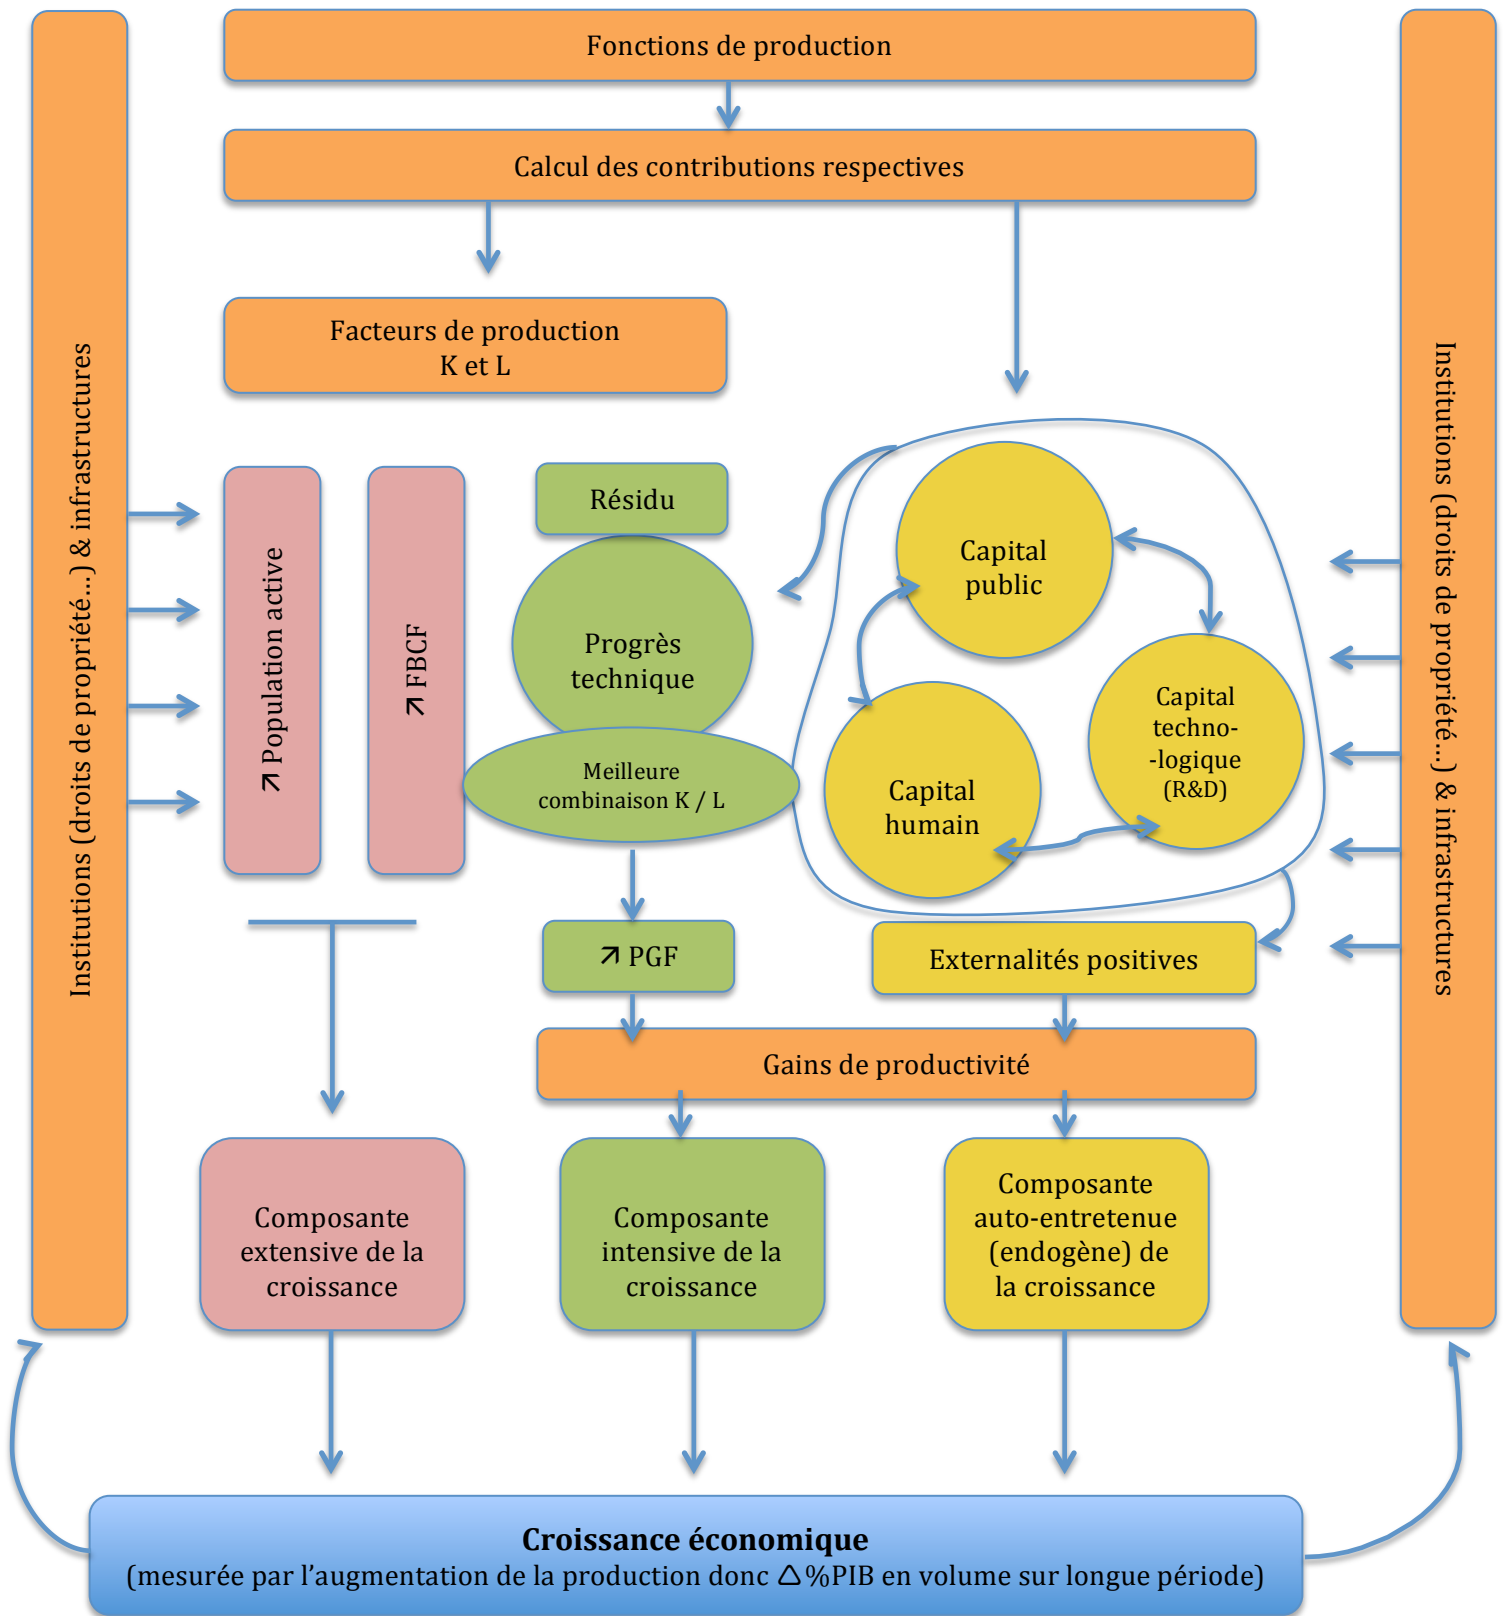 Fonctions de production
Calcul des contributions respectives
Facteurs de production
K et L
Institutions (droits de propriété…) & infrastructures
↗ Population active
↗ FBCF
Résidu
Progrès
technique
Meilleure
combinaison K / L
Capital
public
Capital
techno-
-logique
(R&D)
Capital
humain
Institutions (droits de propriété…) & infrastructures
↗ PGF
Externalités positives
Gains de productivité
Composante
extensive de la
croissance
Composante
intensive de la
croissance
Composante
auto-entretenue
(endogène) de
la croissance
Croissance économique
(mesurée par l’augmentation de la production donc △%PIB en volume sur longue période)